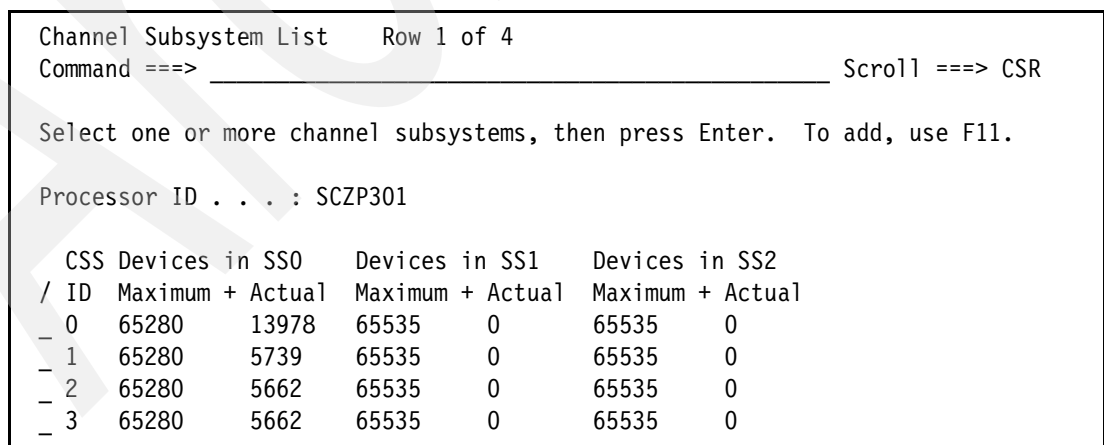 Channel Subsystem List    Row 1 of 4
Command ===> _______________________________________________ Scroll ===> CSR
Select one or more channel subsystems, then press Enter.  To add, use F11.
Processor ID . . . : SCZP301
  CSS Devices in SS0    Devices in SS1    Devices in SS2
/ ID  Maximum + Actual  Maximum + Actual  Maximum + Actual
_ 0   65280     13978   65535     0       65535     0
_ 1   65280     5739    65535     0       65535     0
_ 2   65280     5662    65535     0       65535     0
_ 3   65280     5662    65535     0       65535     0